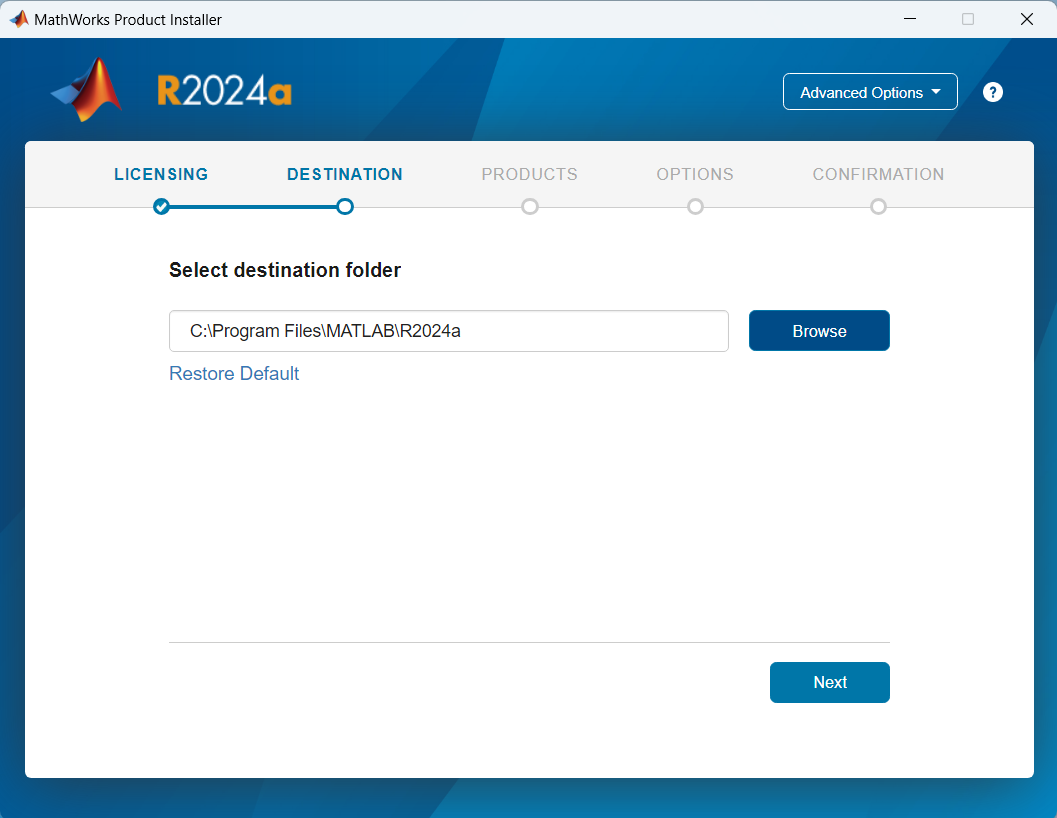 MathWorks Product Installer
R2024a
Advanced Options
?
LICENSING
DESTINATION
PRODUCTS
OPTIONS
CONFIRMATION
Select destination folder
C:\Program Files\MATLAB\R2024a
Browse
Restore Default
Next